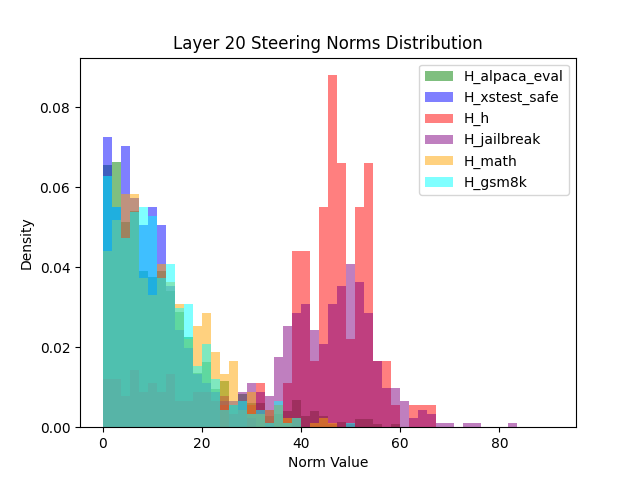 Layer 20 Steering Norms Distribution
H_alpaca_eval
H_xstest_safe
H_h
H_jailbreak
H_math
H_gsm8k
0.08
0.06
0.04
0.02
0.00
Density
0 20 40 60 80
Norm Value